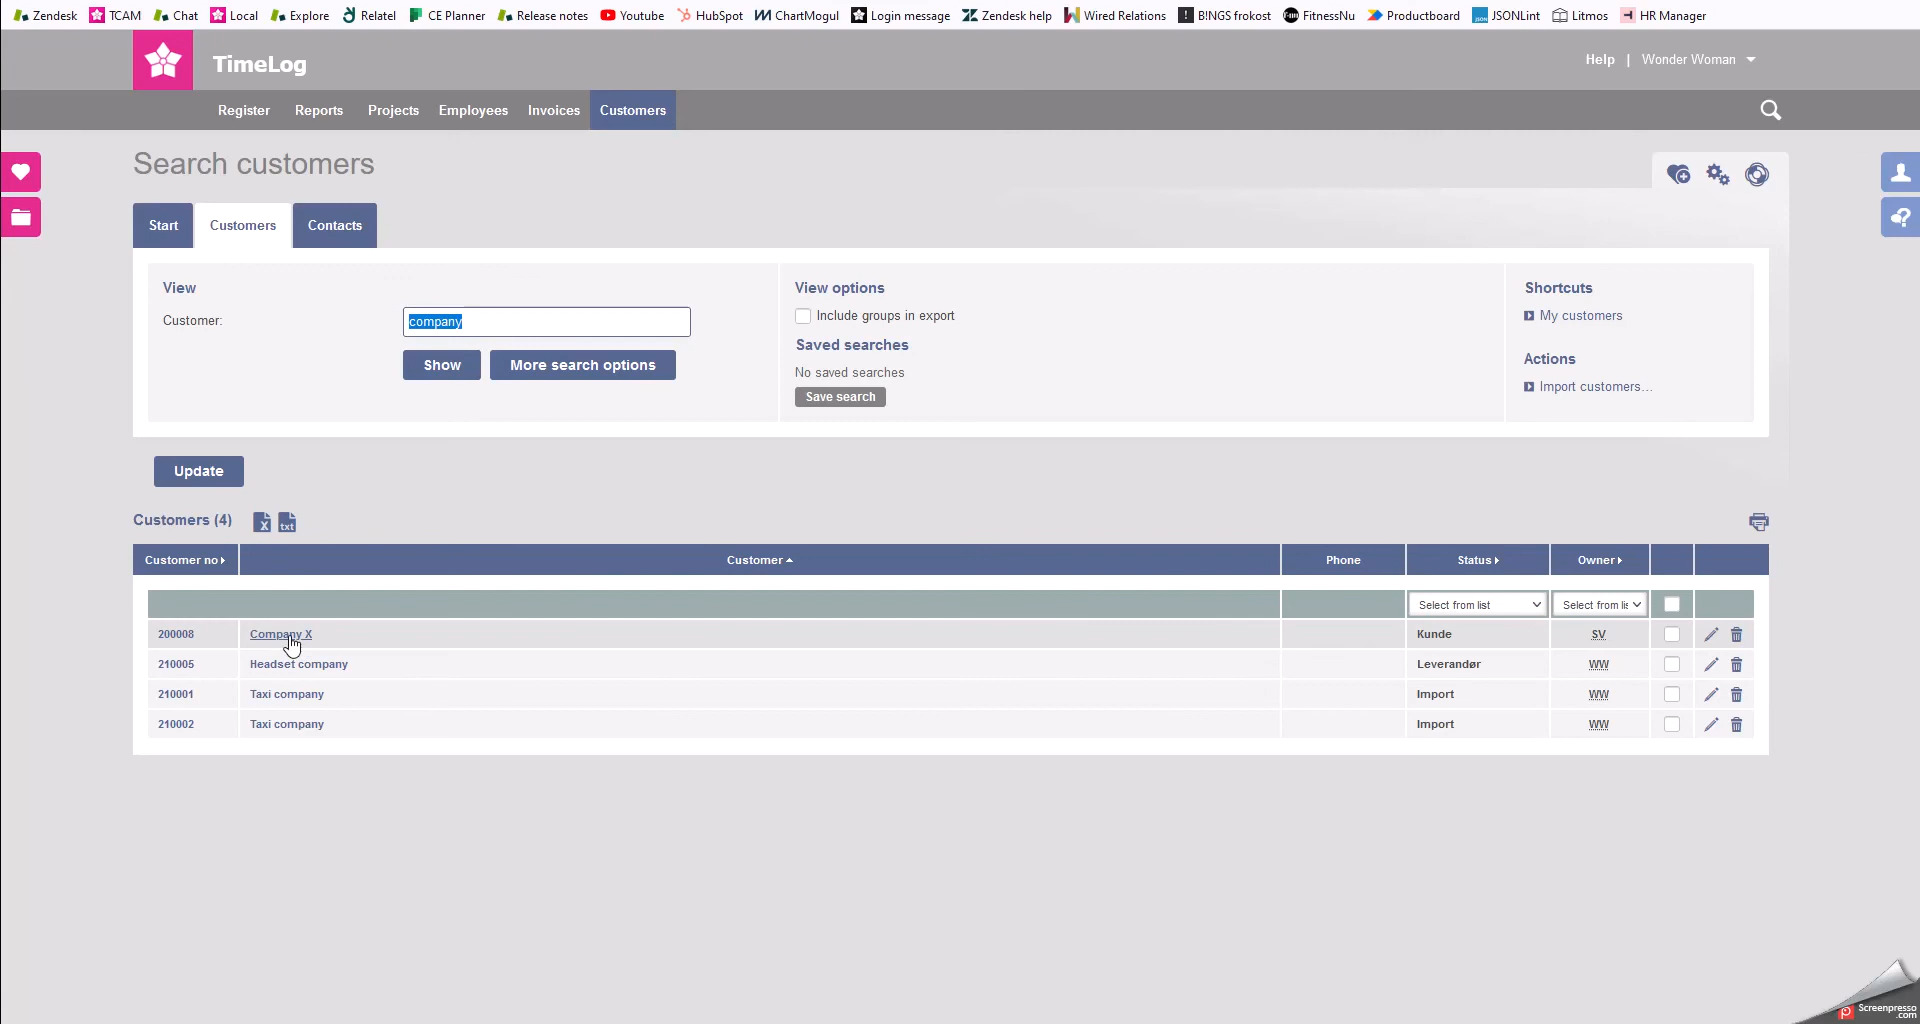 Zendesk TCAM Chat Local Explore Relatel CE Planner Release notes Youtube HubSpot ChartMogul Login message Zendesk help Wired Relations B!NGS frokost FitnessNu Productboard JSONLint Litmos HR Manager
TimeLog
Help | Wonder Woman
Register Reports Projects Employees Invoices Customers
Search customers
Start Customers Contacts
View
Customer:
company
Show More search options
View options
Include groups in export
Saved searches
No saved searches
Save search
Shortcuts
My customers
Actions
Import customers...
Update
Customers (4)
Customer no Customer Phone Status Owner
Select from list Select from lis
200008 Company X Kunde SV
210005 Headset company Leverandør WW
210001 Taxi company Import WW
210002 Taxi company Import WW
Screenpresso
.com